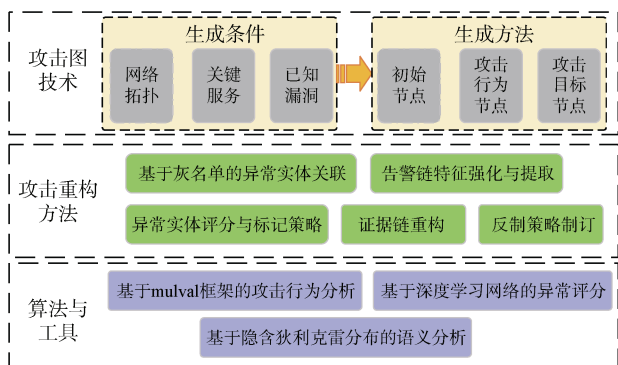 攻击图
技术
生成条件
网络
拓扑
关键
服务
已知
漏洞
生成方法
初始
节点
攻击
行为
节点
攻击
目标
节点
攻击重构
方法
基于灰名单的异常实体关联
告警链特征强化与提取
异常实体评分与标记策略
证据链重构
反制策略制订
算法与
工具
基于mulval框架的攻击行为分析
基于深度学习网络的异常评分
基于隐含狄利克雷分布的语义分析